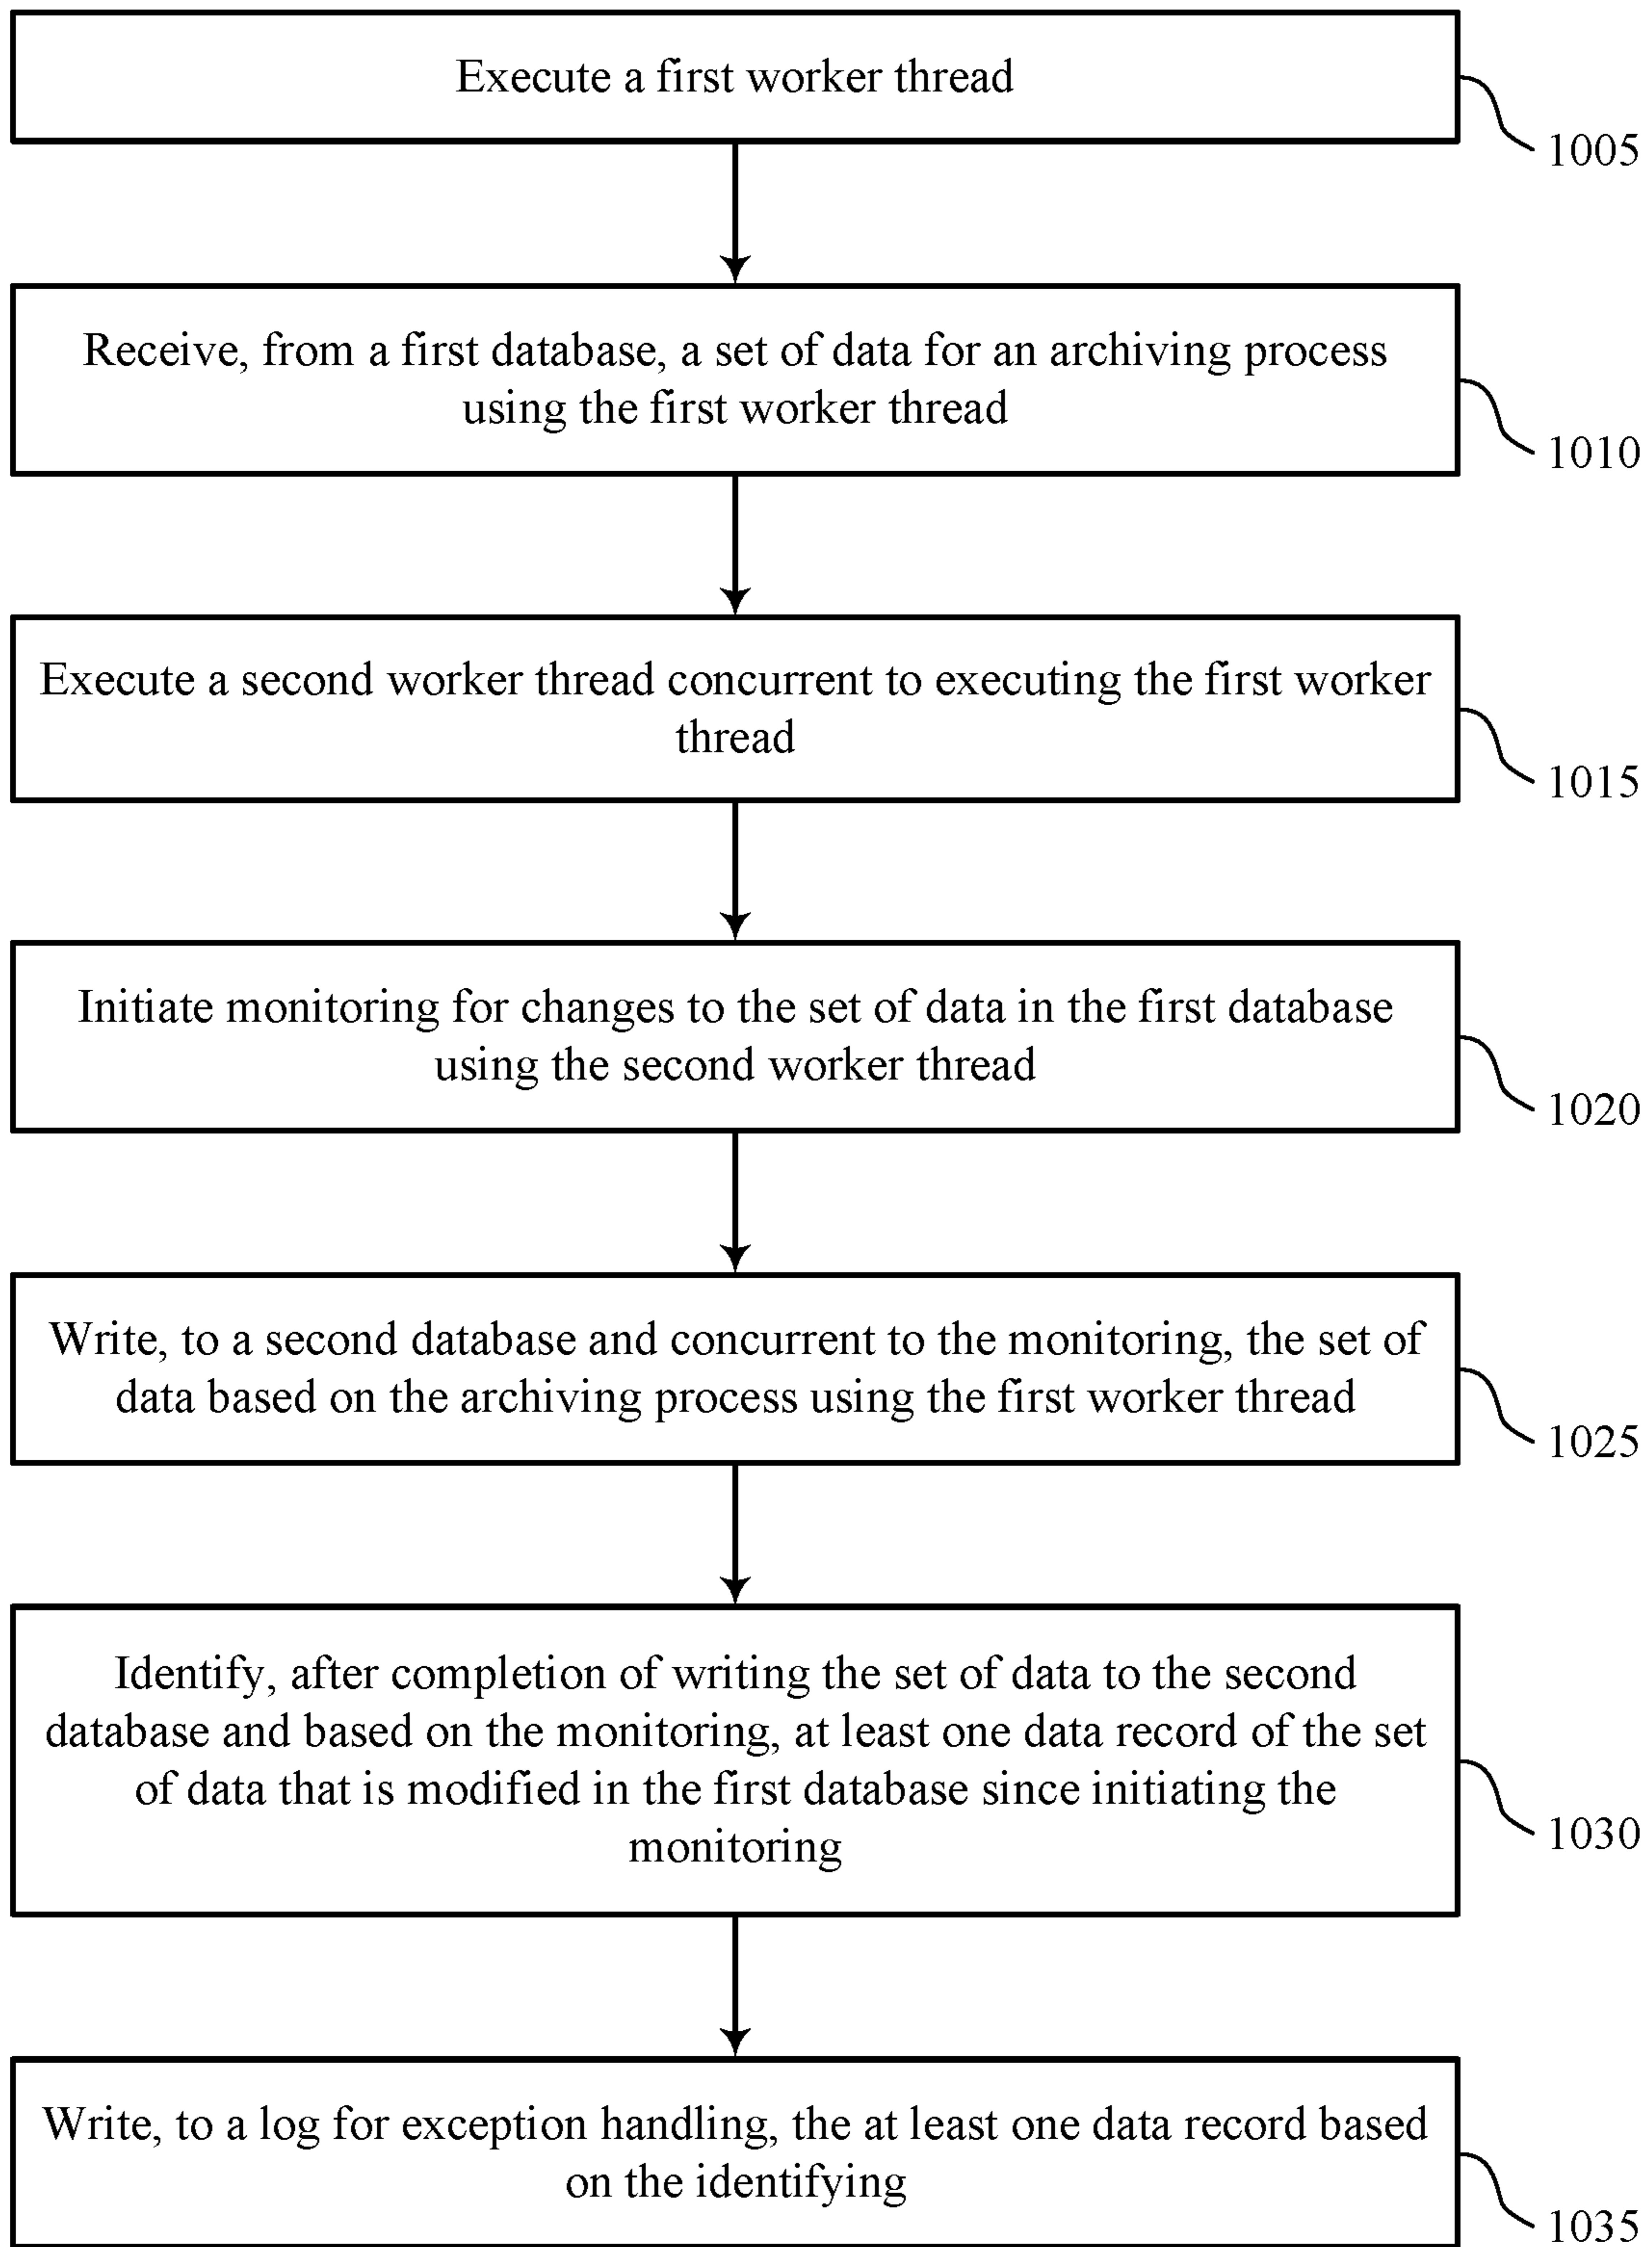 Execute a first worker thread
1005
Receive, from a first database, a set of data for an archiving process
using the first worker thread
1010
Execute a second worker thread concurrent to executing the first worker
thread
1015
Initiate monitoring for changes to the set of data in the first database
using the second worker thread
1020
Write, to a second database and concurrent to the monitoring, the set of
data based on the archiving process using the first worker thread
1025
Identify, after completion of writing the set of data to the second
database and based on the monitoring, at least one data record of the set
of data that is modified in the first database since initiating the
monitoring
1030
Write, to a log for exception handling, the at least one data record based
on the identifying
1035